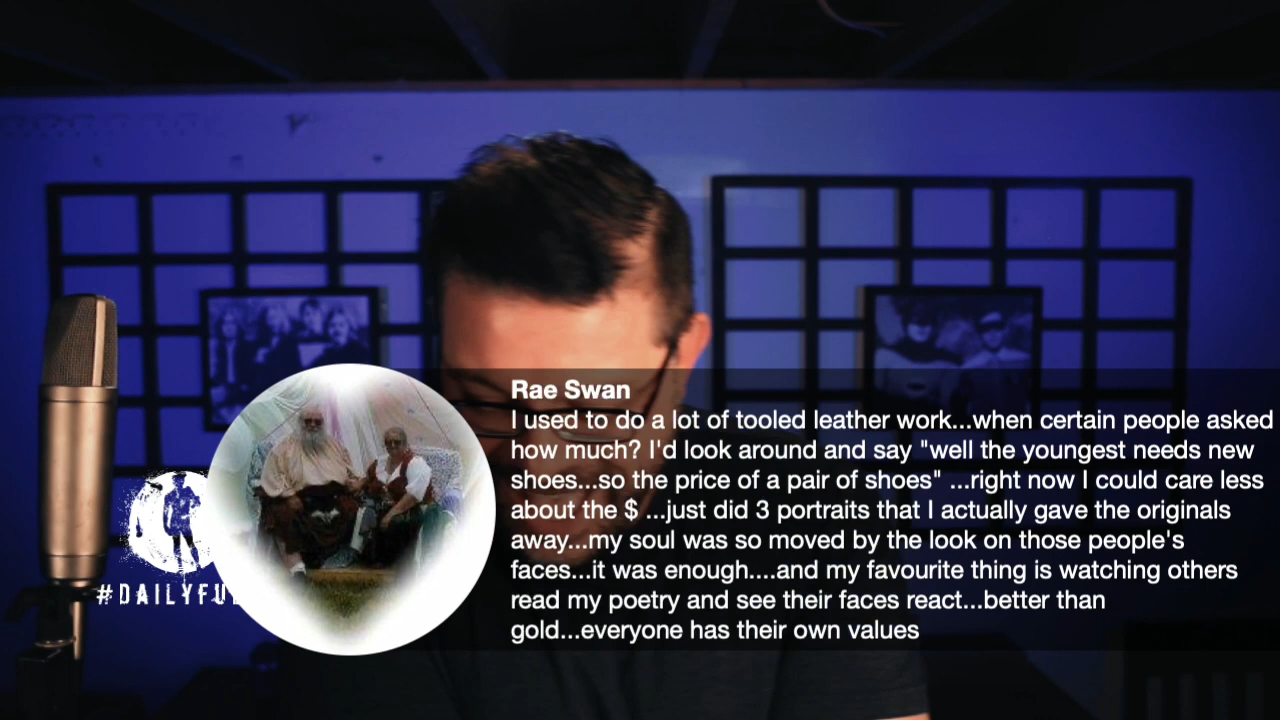 Rae Swan
I used to do a lot of tooled leather work...when certain people asked
how much? I'd look around and say "well the youngest needs new
shoes...so the price of a pair of shoes" ...right now I could care less
about the $ ...just did 3 portraits that I actually gave the originals
away...my soul was so moved by the look on those people's
faces...it was enough....and my favourite thing is watching others
read my poetry and see their faces react...better than
gold...everyone has their own values